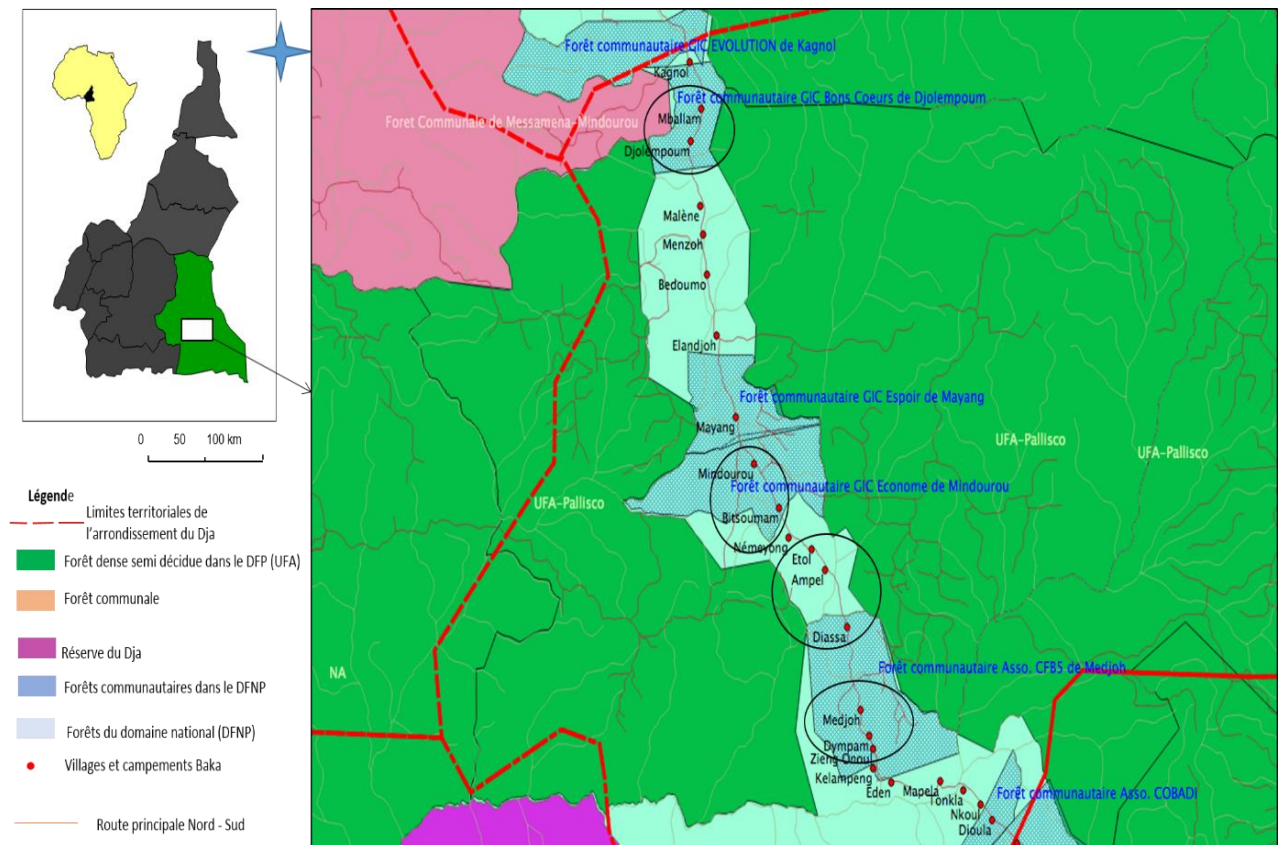 0 50 100 km
Légende
Limites territoriales de
l'arrondissement du Dja
Forêt dense semi décidue dans le DFP (UFA)
Forêt communale
Réserve du Dja
Forêts communautaires dans le DFNP
Forêts du domaine national (DFNP)
Villages et campements Baka
Route principale Nord - Sud
Forêt communautaire GIC EVOLUTION de Kagnol
Kagnol
Forêt communautaire GIC Bons Coeurs de Djolempoum
Foret Communale de Messamena-Mindourou
Mballam
Djolempoum
Malène
Menzoh
Bedoumo
Elandjoh
Forêt communautaire GIC Espoir de Mayang
Mayang
UFA-Pallisco
UFA-Pallisco
Mindourou
Forêt communautaire GIC Econome de Mindourou
UFA-Pallisco
Bitsoumam
Némeyong
Etol
Ampel
Diassa
Forêt communautaire Asso. CFB5 de Medjoh
NA
Medjoh
Dympam
Zieng Onoul
Kelampeng
Eden
Mapela
Tonkla
Forêt communautaire Asso. COBADI
Nkoul
Dioula